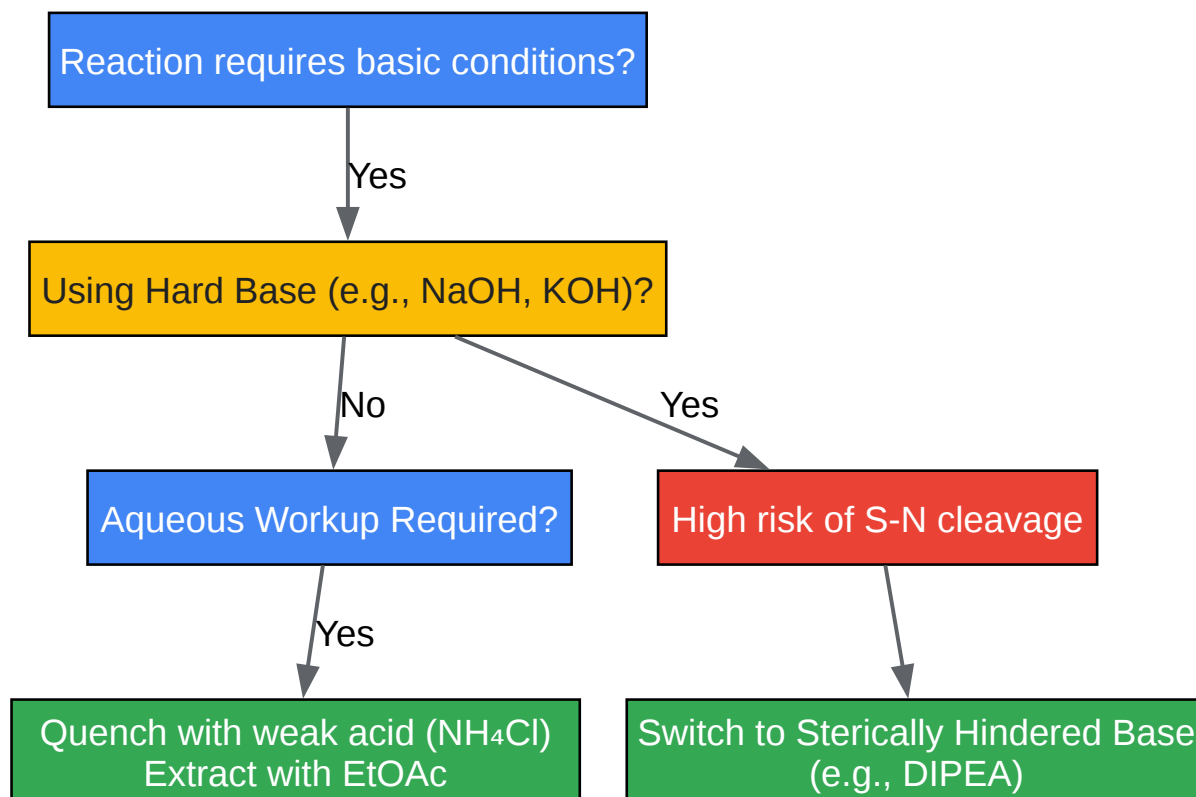 Reaction requires basic conditions?
Yes
Using Hard Base (e.g., NaOH, KOH)?
No
Yes
Aqueous Workup Required?
High risk of S-N cleavage
Yes
Quench with weak acid (NH₄Cl)
Extract with EtOAc
Switch to Sterically Hindered Base
(e.g., DIPEA)